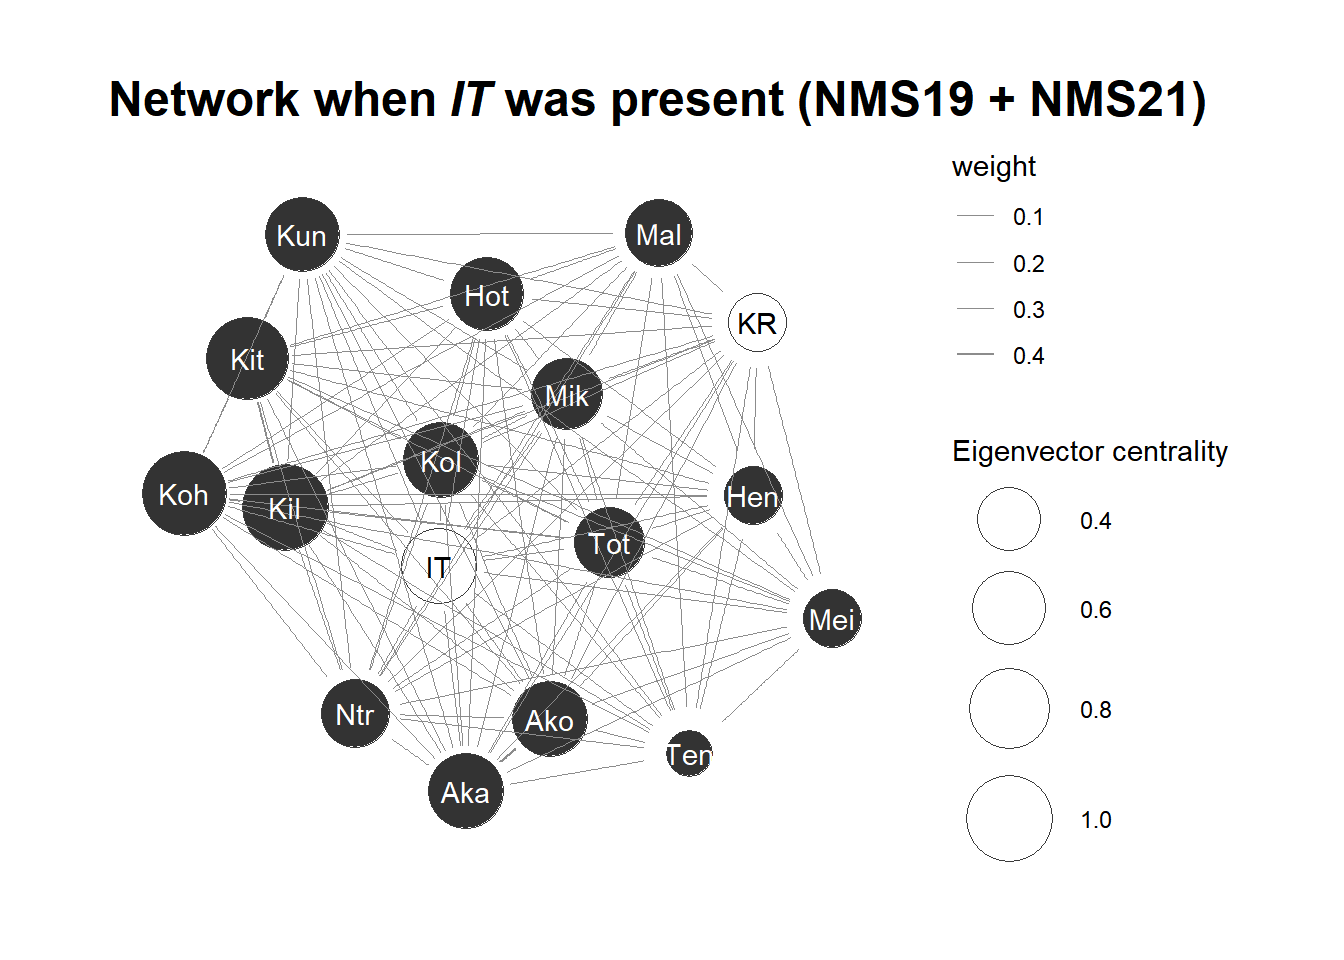 Network when IT was present (NMS19 + NMS21)
weight
0.1
0.2
0.3
0.4
Eigenvector centrality
0.4
0.6
0.8
1.0
Kun
Mal
Hot
KR
Kit
Mik
Kol
Koh
Kil
Hen
Tot
IT
Mei
Ntr
Ako
Ten
Aka